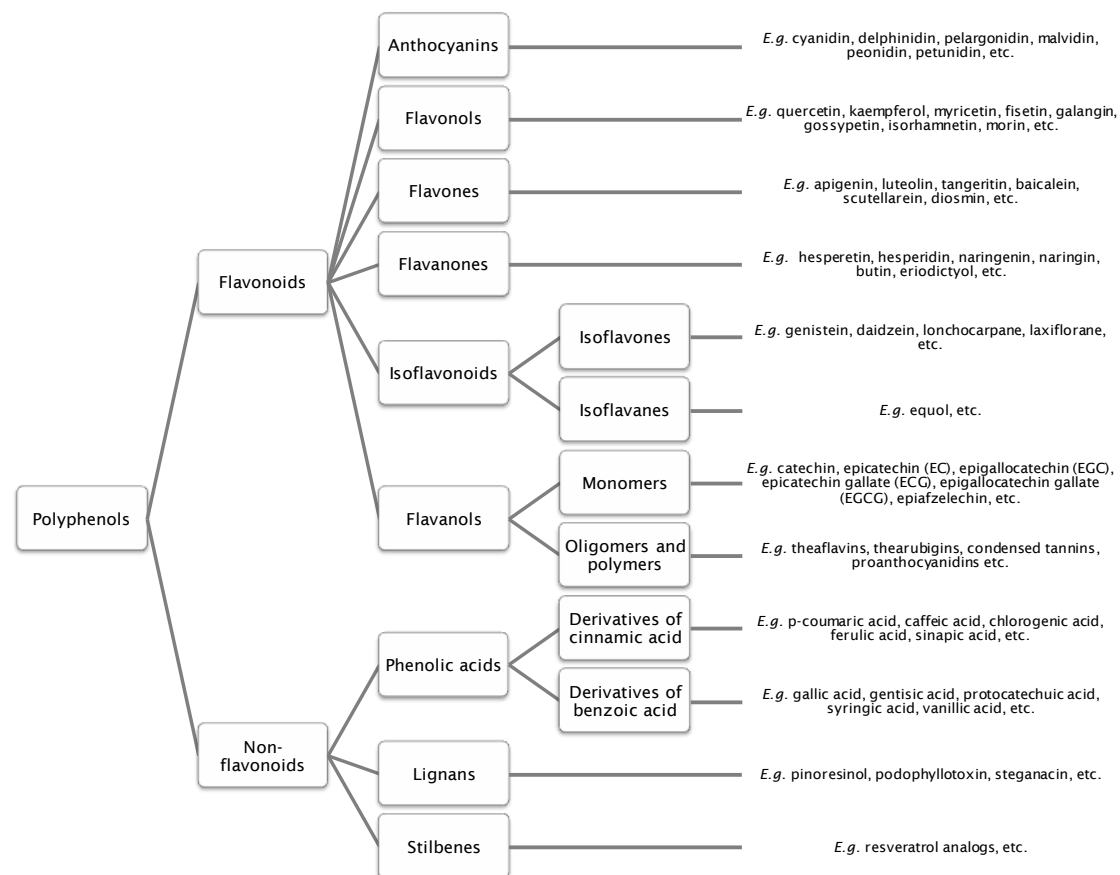 Anthocyanins
E.g. cyanidin, delphinidin, pelargonidin, malvidin,
peonidin, petunidin, etc.
Flavonols
E.g. quercetin, kaempferol, myricetin, fisetin, galangin,
gossypetin, isorhamnetin, morin, etc.
Flavones
E.g. apigenin, luteolin, tangeritin, baicalein,
scutellarein, diosmin, etc.
Flavonoids
Flavanones
E.g. hesperetin, hesperidin, naringenin, naringin,
butin, eriodictyol, etc.
Isoflavonoids
Isoflavones
E.g. genistein, daidzein, lonchocarpane, laxiflorane,
etc.
Isoflavanes
E.g. equol, etc.
Polyphenols
Flavanols
Monomers
E.g. catechin, epicatechin (EC), epigallocatechin (EGC),
epicatechin gallate (ECG), epigallocatechin gallate
(EGCG), epiafzelechin, etc.
Oligomers and
polymers
E.g. theaflavins, thearubigins, condensed tannins,
proanthocyanidins etc.
Phenolic acids
Derivatives of
cinnamic acid
E.g. p-coumaric acid, caffeic acid, chlorogenic acid,
ferulic acid, sinapic acid, etc.
Derivatives of
benzoic acid
E.g. gallic acid, gentisic acid, protocatechuic acid,
syringic acid, vanillic acid, etc.
Non-
flavonoids
Lignans
E.g. pinoresinol, podophyllotoxin, steganacin, etc.
Stilbenes
E.g. resveratrol analogs, etc.